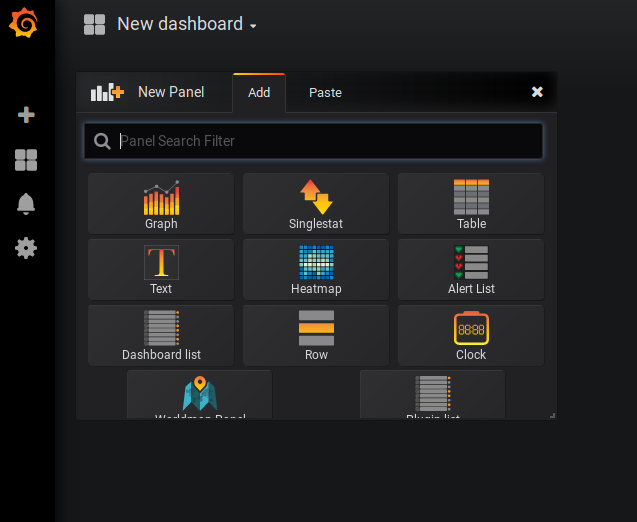 New dashboard
New Panel Add Paste
Panel Search Filter
Graph Singlestat Table
Text Heatmap Alert List
Dashboard list Row Clock
Worldmap Panel Plugin list